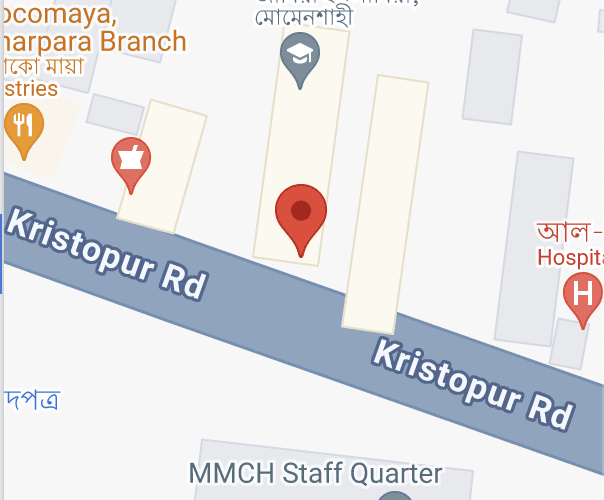 ocomaya,
harpara Branch
কো মায়া
stries
মোমেনশাহী
আল-
Hospita
H
Kristopur Rd
Kristopur Rd
দপত্র
MMCH Staff Quarter